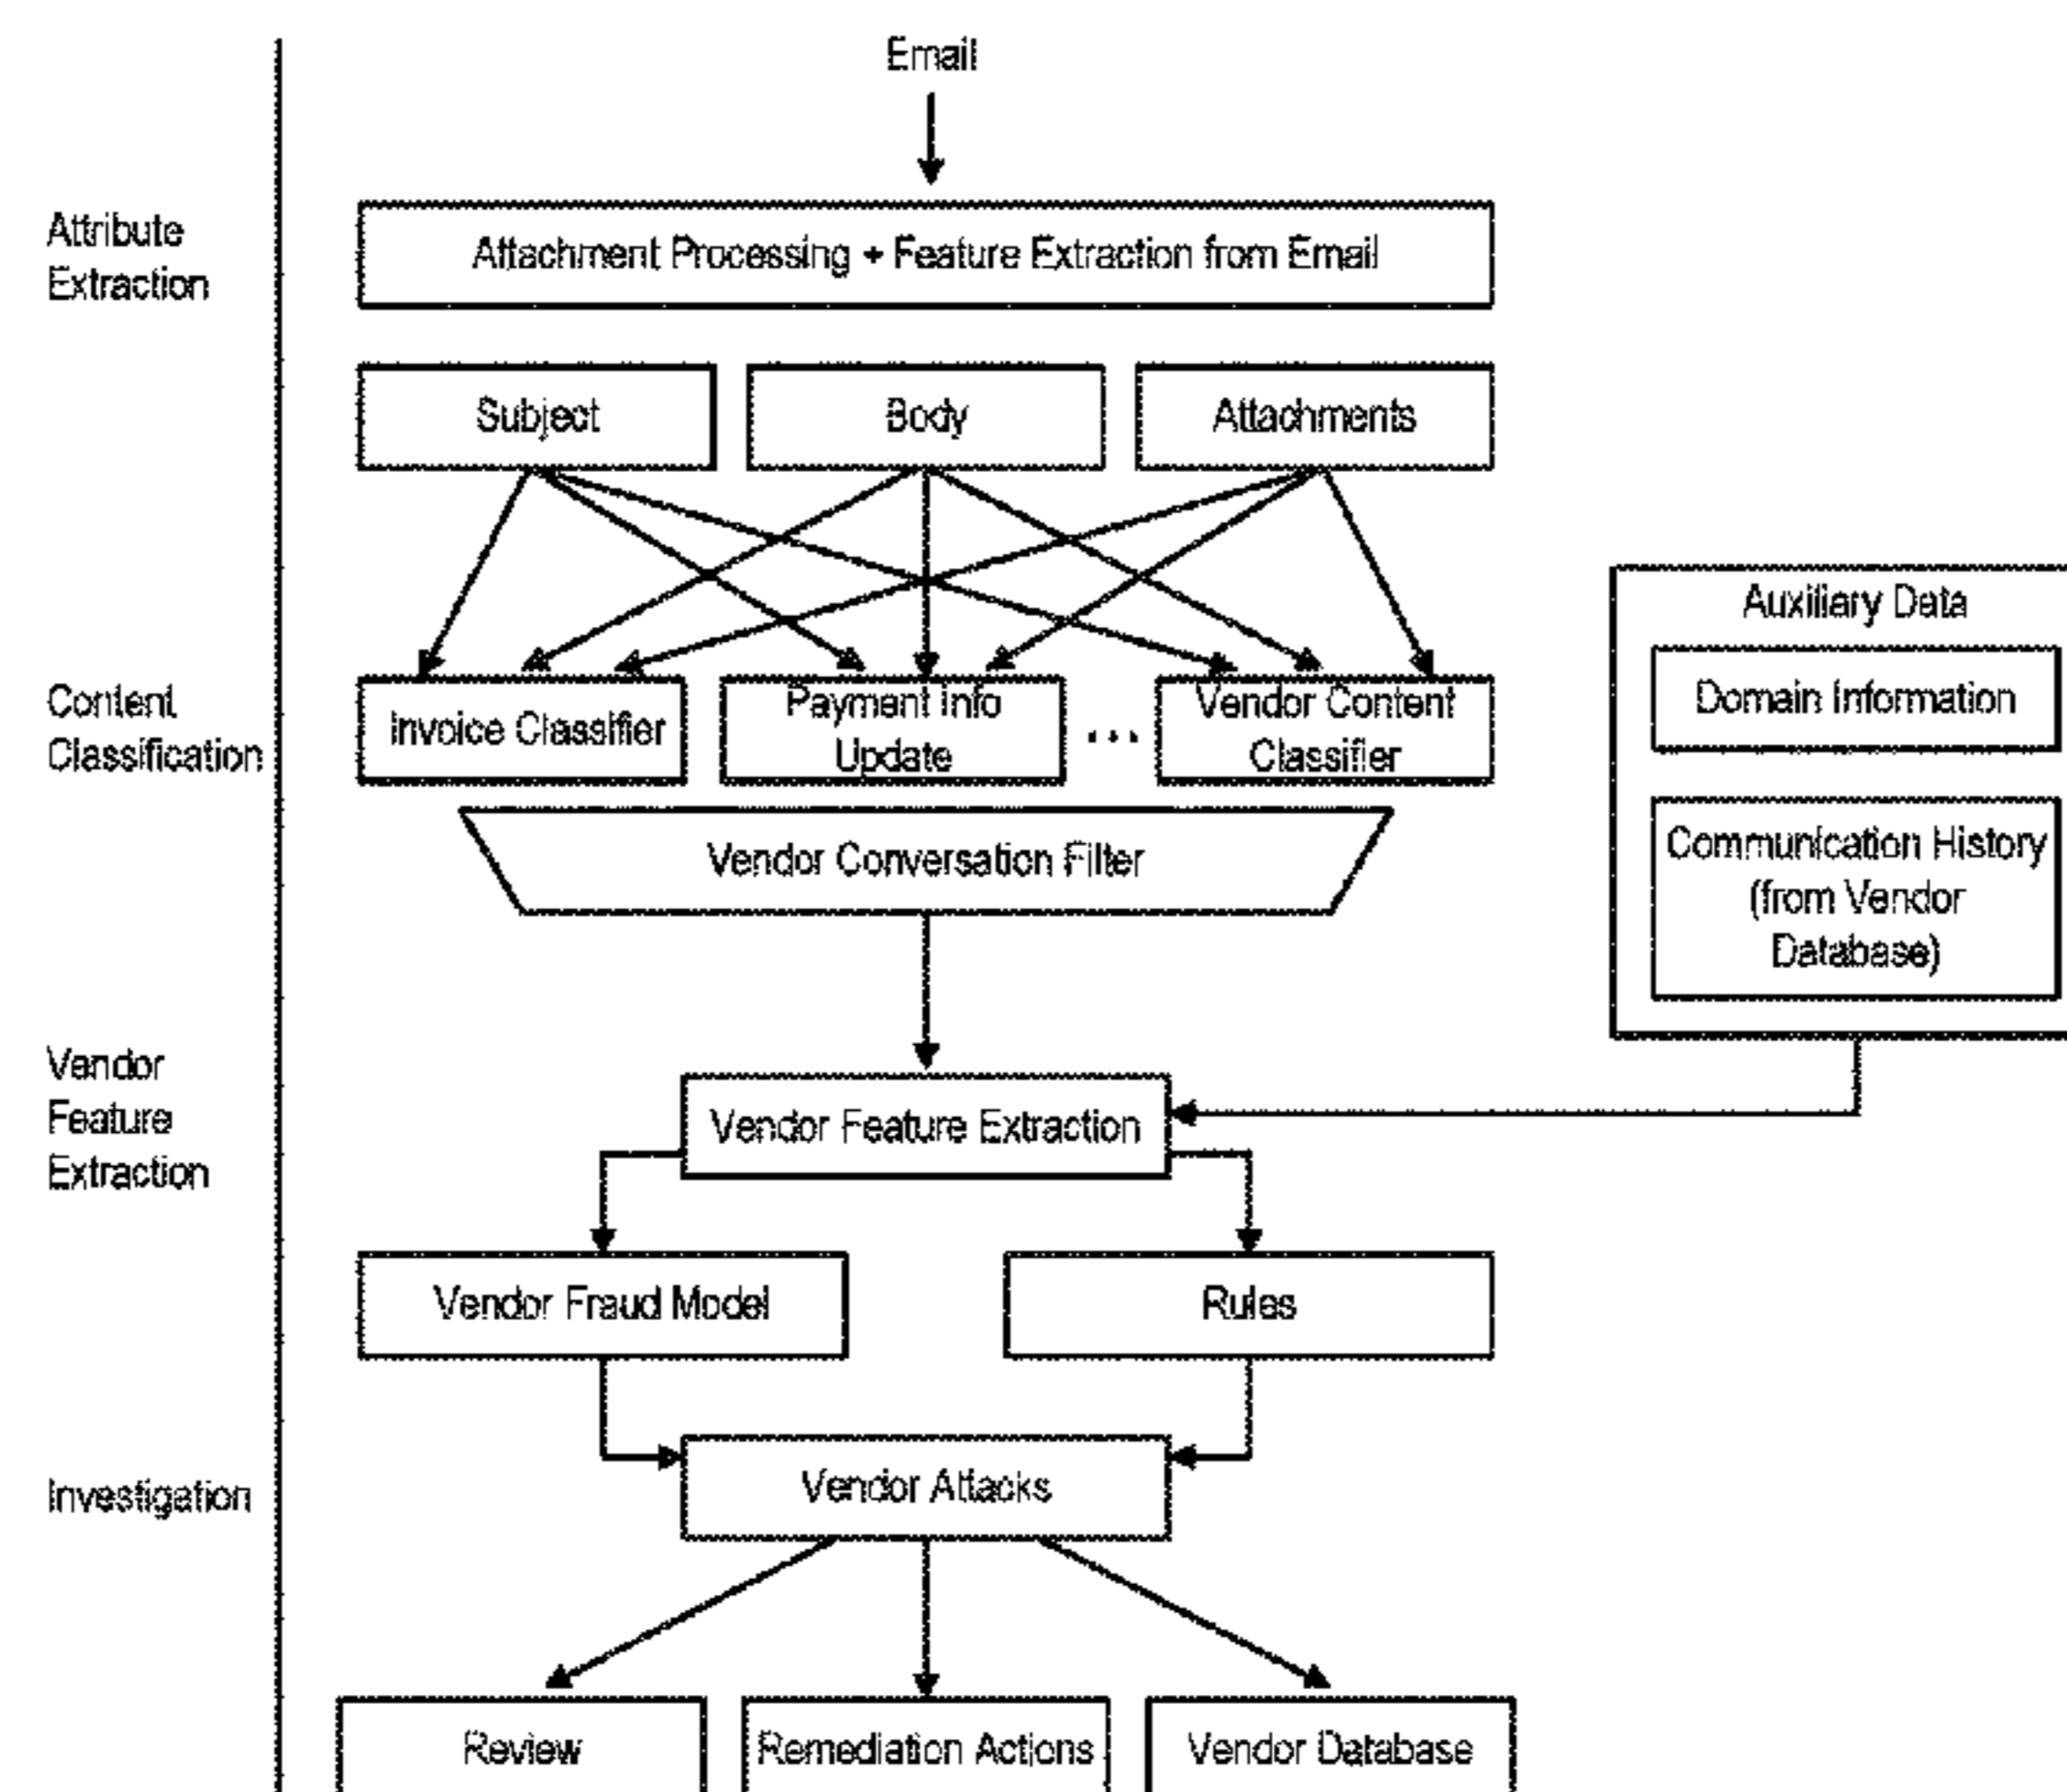 Email
Attribute
Extraction
Attachment Processing + Feature Extraction from Email
Subject
Body
Attachments
Content
Classification
Invoice Classifier
Payment Info
Update
...
Vendor Content
Classifier
Vendor Conversation Filter
Auxiliary Data
Domain Information
Communication History
(from Vendor
Database)
Vendor
Feature
Extraction
Vendor Feature Extraction
Vendor Fraud Model
Rules
Investigation
Vendor Attacks
Review
Remediation Actions
Vendor Database